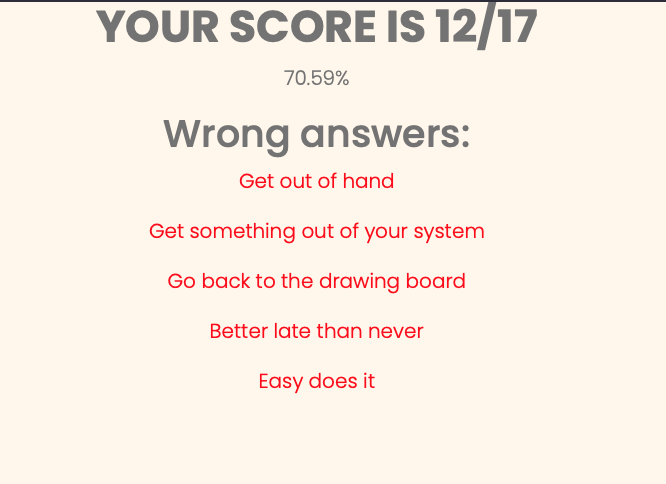 YOUR SCORE IS 12/17
70.59%
Wrong answers:
Get out of hand
Get something out of your system
Go back to the drawing board
Better late than never
Easy does it